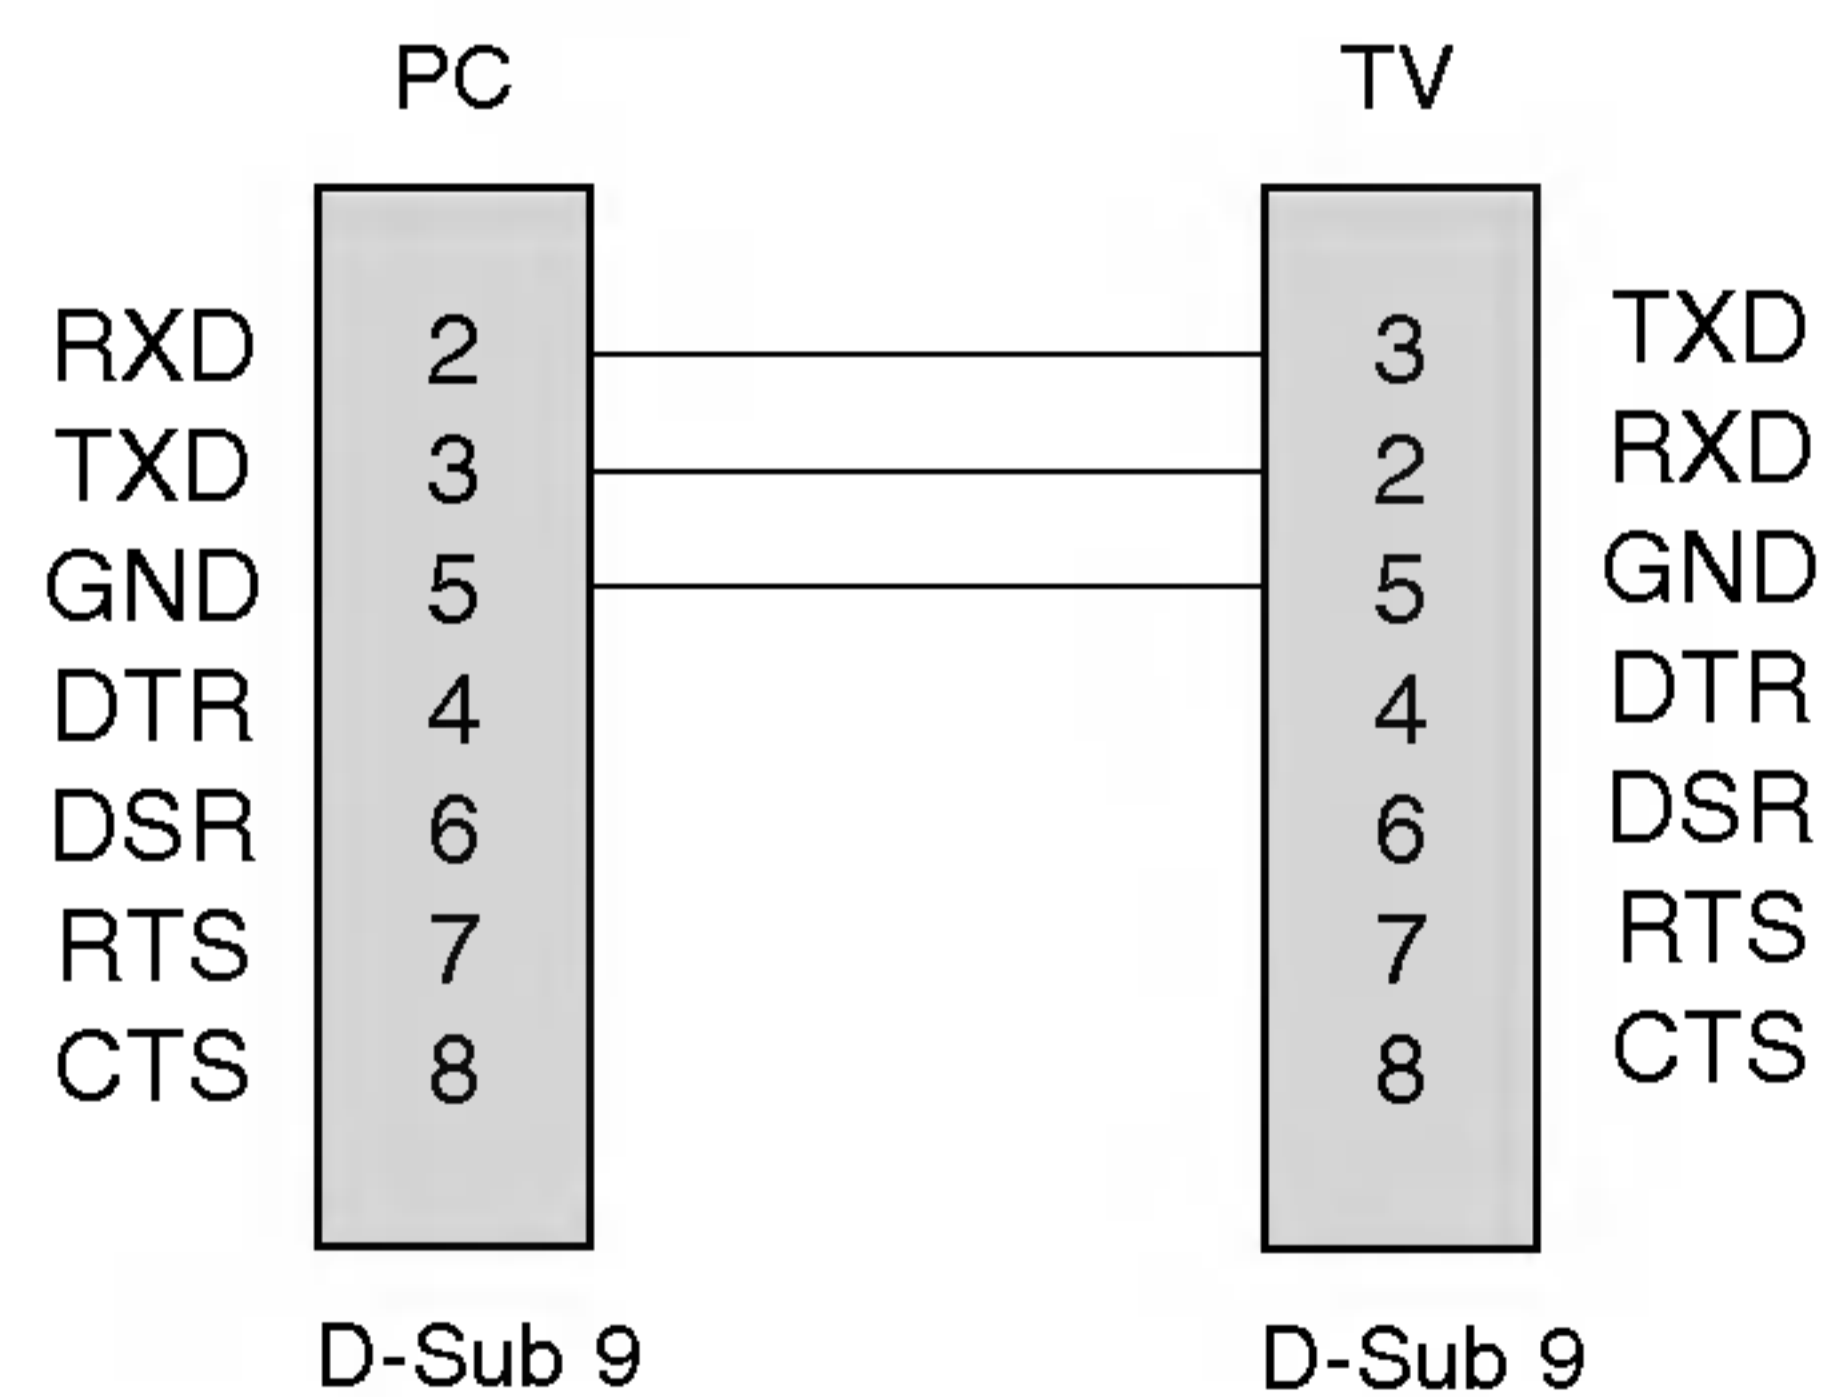 PC TV
RXD 2 3 TXD
TXD 3 2 RXD
GND 5 5 GND
DTR 4 4 DTR
DSR 6 6 DSR
RTS 7 7 RTS
CTS 8 8 CTS
D-Sub 9 D-Sub 9